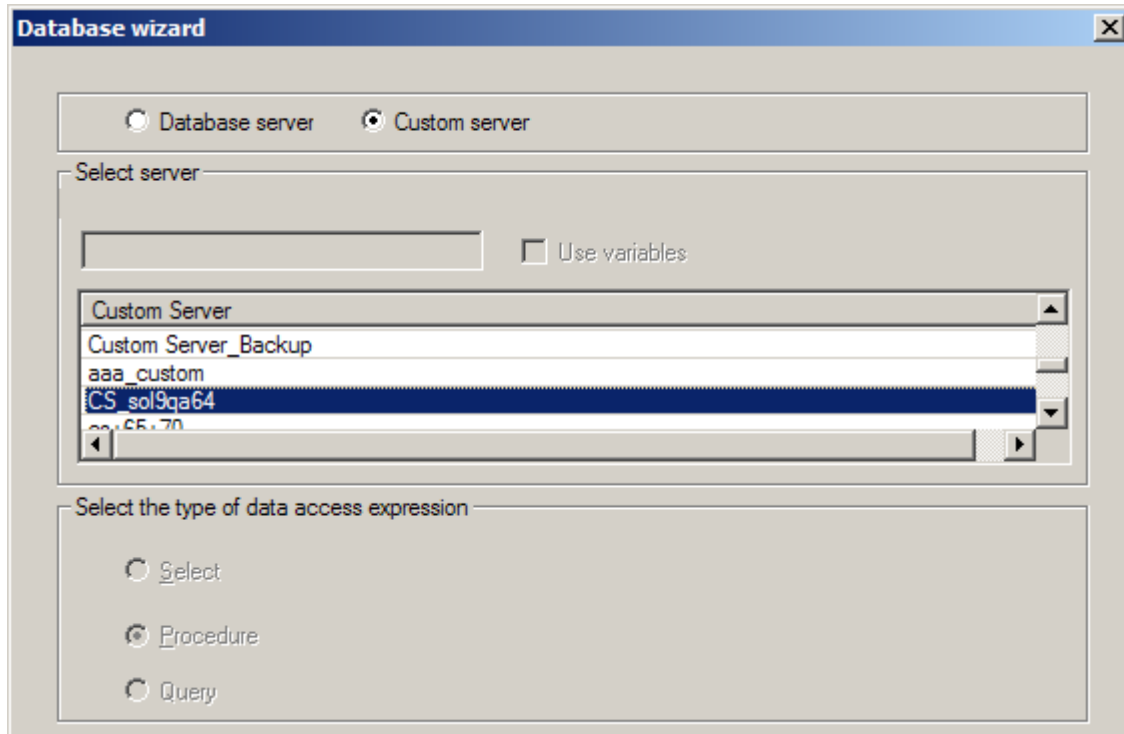 Database wizard
Database server Custom server
Select server
Use variables
Custom Server
Custom Server_Backup
aaa_custom
CS_sol9qa64
Select the type of data access expression
Select
Procedure
Query